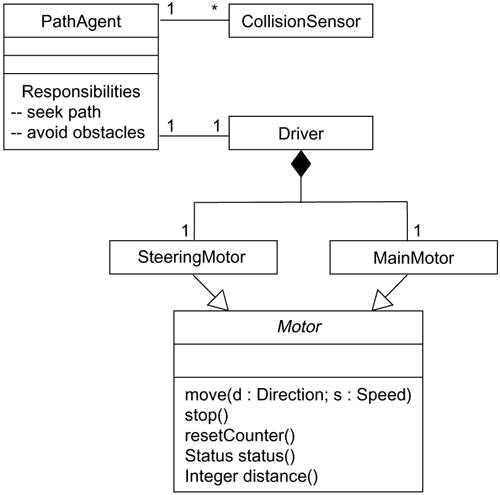 PathAgent
1
*
CollisionSensor
Responsibilities
-- seek path
-- avoid obstacles
1
1
Driver
1
1
SteeringMotor
MainMotor
Motor
move(d : Direction; s : Speed)
stop()
resetCounter()
Status status()
Integer distance()